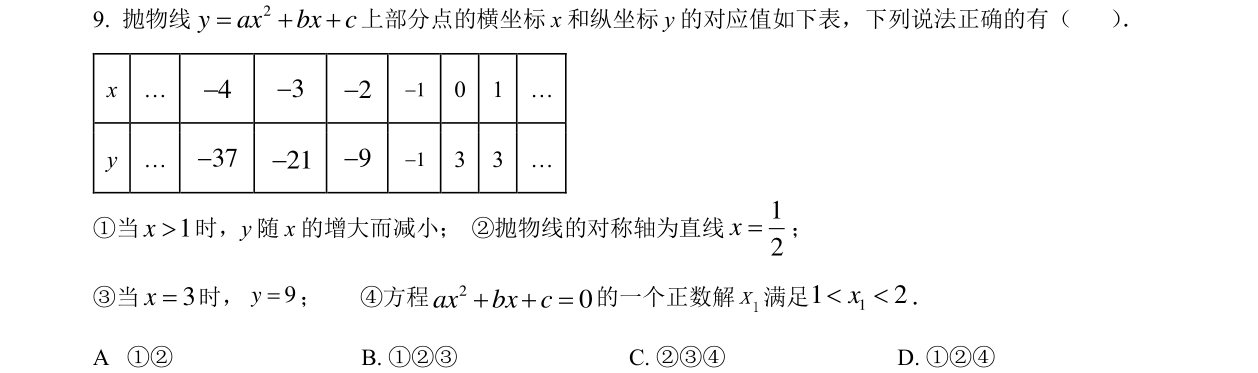 9. 抛物线 y = ax² + bx + c 上部分点的横坐标 x 和纵坐标 y 的对应值如下表，下列说法正确的有（　　）．
x … −4 −3 −2 −1 0 1 …
y … −37 −21 −9 −1 3 3 …
①当 x > 1 时，y 随 x 的增大而减小； ②抛物线的对称轴为直线 x = 1/2；
③当 x = 3 时， y = 9； ④方程 ax² + bx + c = 0 的一个正数解 x₁ 满足 1 < x₁ < 2．
A ①② B. ①②③ C. ②③④ D. ①②④